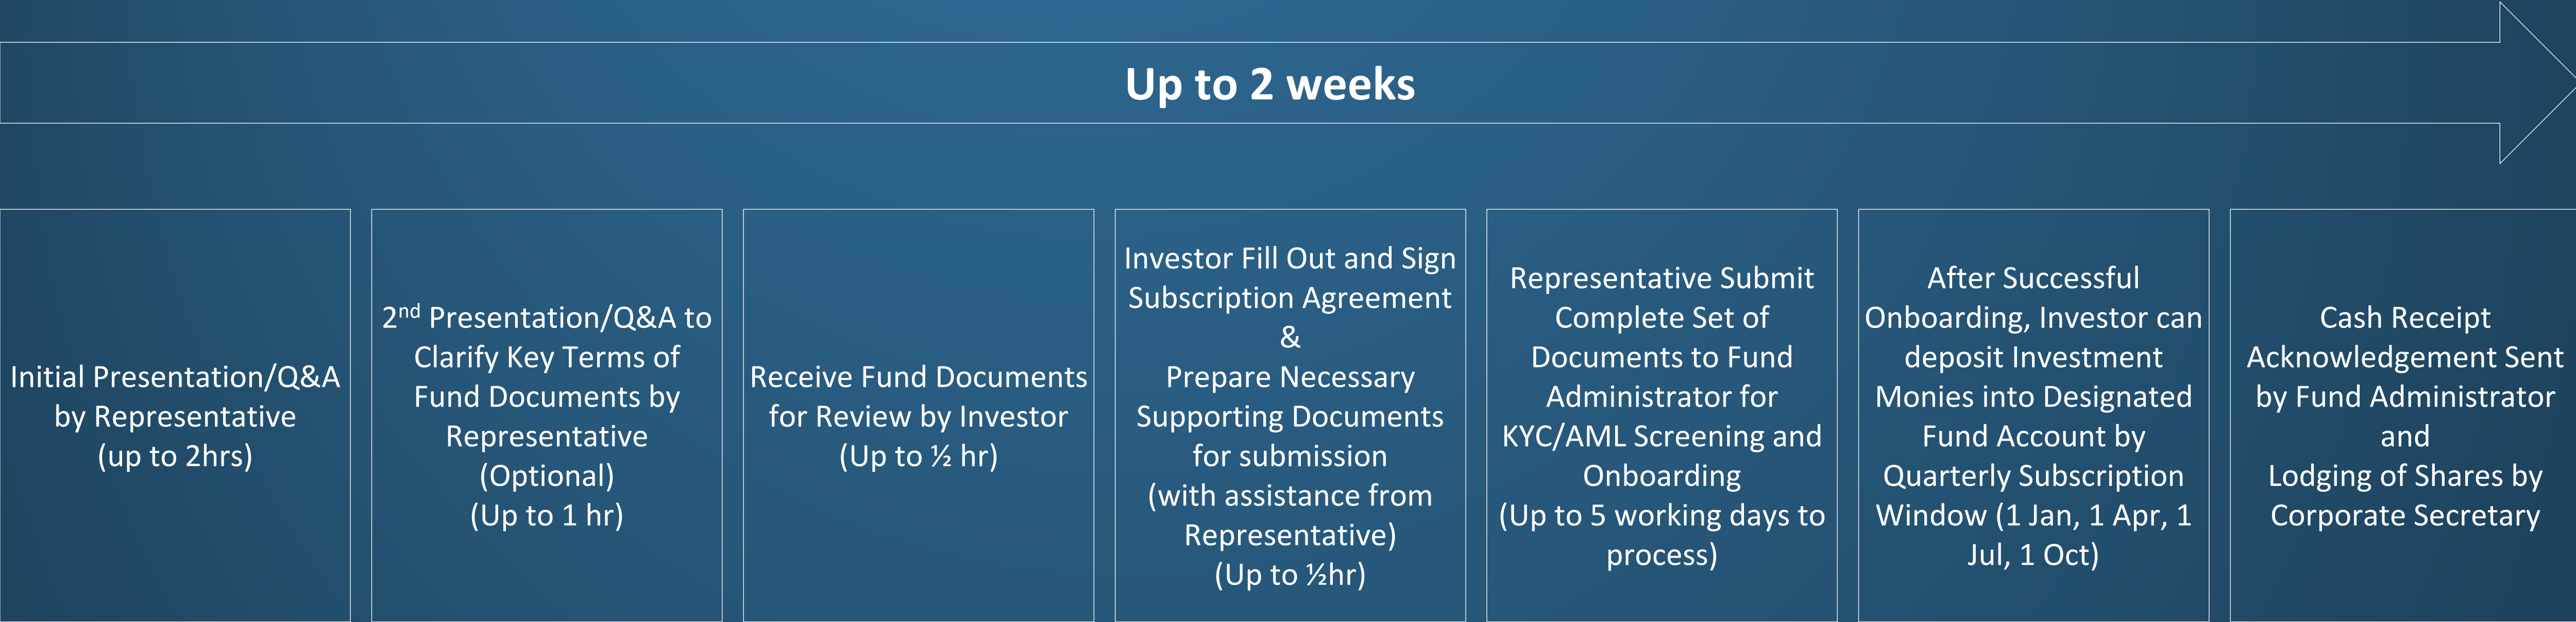 Up to 2 weeks
Initial Presentation/Q&A
by Representative
(up to 2hrs)
2nd Presentation/Q&A to
Clarify Key Terms of
Fund Documents by
Representative
(Optional)
(Up to 1 hr)
Receive Fund Documents
for Review by Investor
(Up to ½ hr)
Investor Fill Out and Sign
Subscription Agreement
&
Prepare Necessary
Supporting Documents
for submission
(with assistance from
Representative)
(Up to ½hr)
Representative Submit
Complete Set of
Documents to Fund
Administrator for
KYC/AML Screening and
Onboarding
(Up to 5 working days to
process)
After Successful
Onboarding, Investor can
deposit Investment
Monies into Designated
Fund Account by
Quarterly Subscription
Window (1 Jan, 1 Apr, 1
Jul, 1 Oct)
Cash Receipt
Acknowledgement Sent
by Fund Administrator
and
Lodging of Shares by
Corporate Secretary